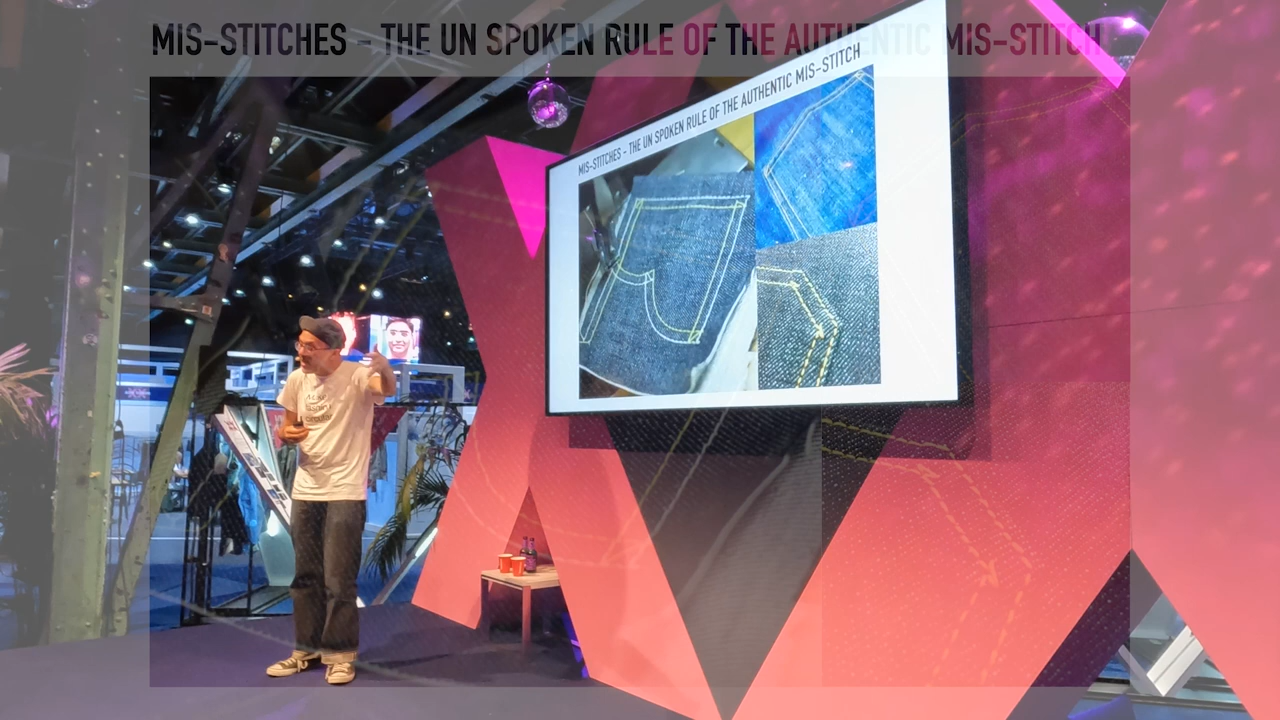 MIS-STITCHES - THE UN SPOKEN RULE OF THE AUTHENTIC MIS-STITCH
MIS-STITCHES - THE UN SPOKEN RULE OF THE AUTHENTIC MIS-STITCH